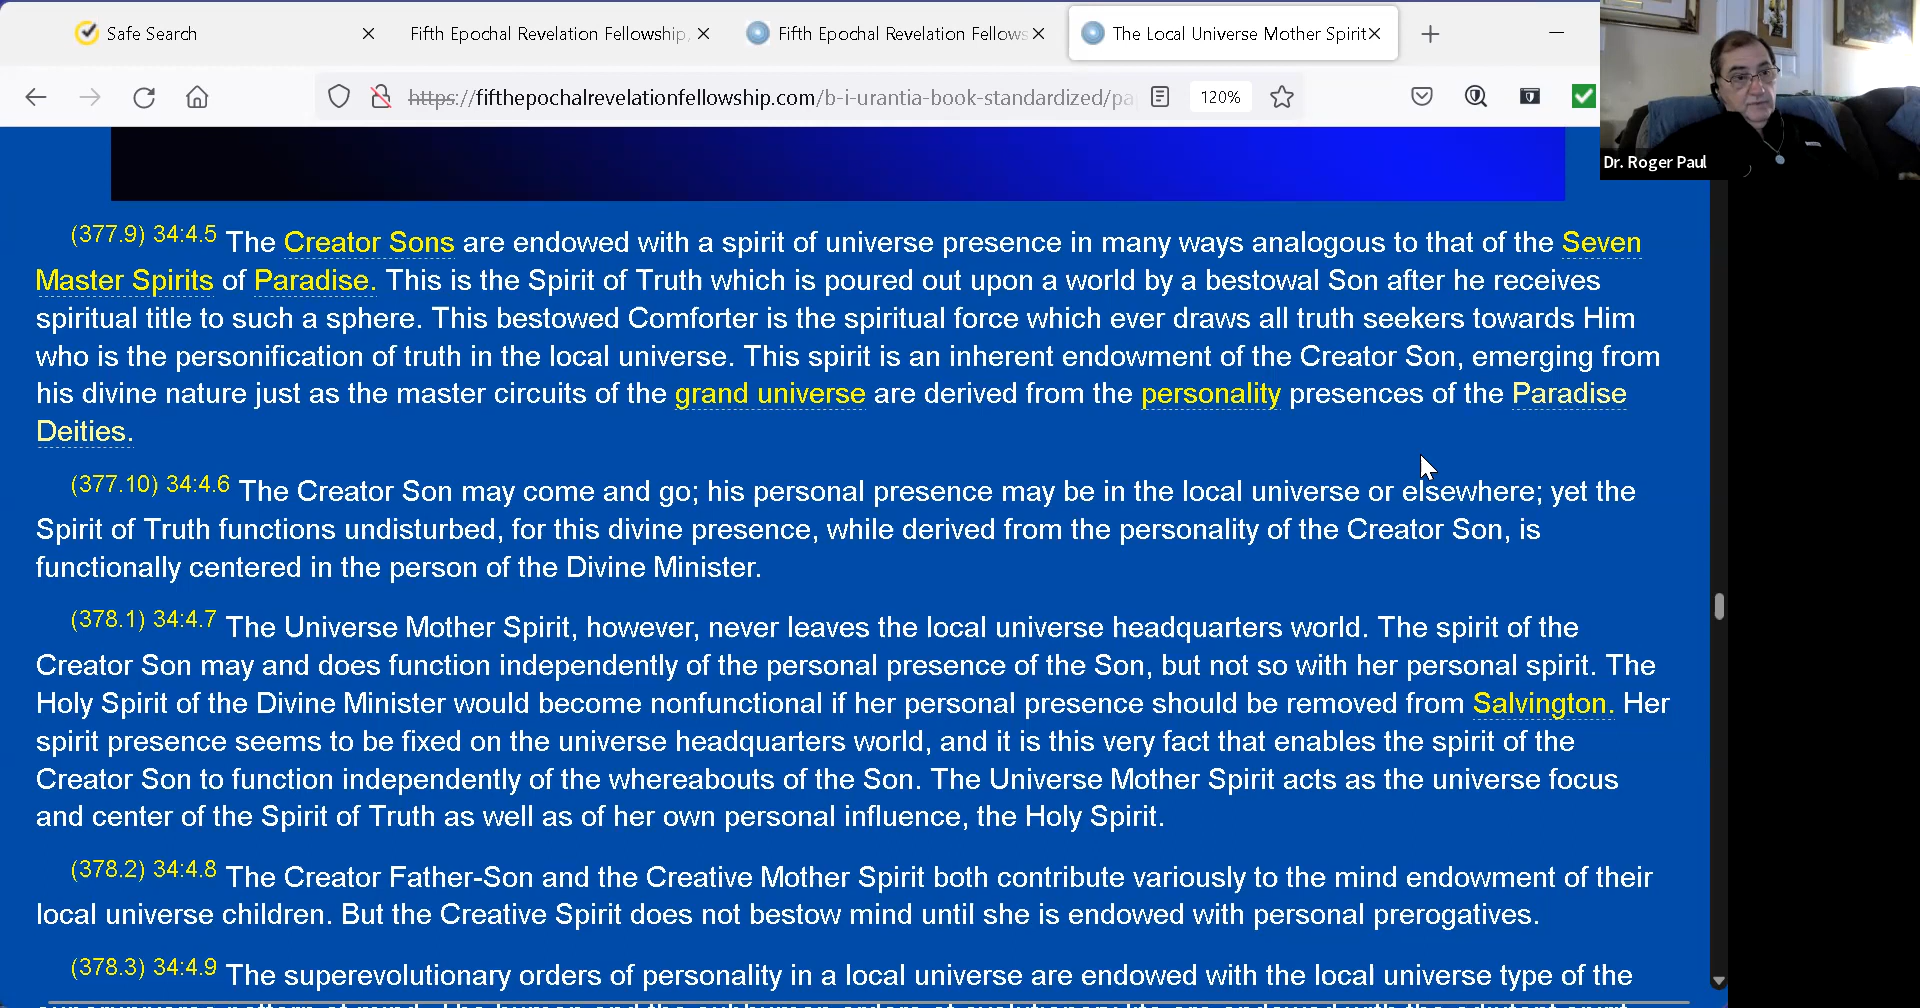 Safe Search
Fifth Epochal Revelation Fellowship,
Fifth Epochal Revelation Fellows
The Local Universe Mother Spirit
https://fifthepochalrevelationfellowship.com/b-i-urantia-book-standardized/pa
120%
Dr. Roger Paul
(377.9) 34:4.5 The Creator Sons are endowed with a spirit of universe presence in many ways analogous to that of the Seven
Master Spirits of Paradise. This is the Spirit of Truth which is poured out upon a world by a bestowal Son after he receives
spiritual title to such a sphere. This bestowed Comforter is the spiritual force which ever draws all truth seekers towards Him
who is the personification of truth in the local universe. This spirit is an inherent endowment of the Creator Son, emerging from
his divine nature just as the master circuits of the grand universe are derived from the personality presences of the Paradise
Deities.
(377.10) 34:4.6 The Creator Son may come and go; his personal presence may be in the local universe or elsewhere; yet the
Spirit of Truth functions undisturbed, for this divine presence, while derived from the personality of the Creator Son, is
functionally centered in the person of the Divine Minister.
(378.1) 34:4.7 The Universe Mother Spirit, however, never leaves the local universe headquarters world. The spirit of the
Creator Son may and does function independently of the personal presence of the Son, but not so with her personal spirit. The
Holy Spirit of the Divine Minister would become nonfunctional if her personal presence should be removed from Salvington. Her
spirit presence seems to be fixed on the universe headquarters world, and it is this very fact that enables the spirit of the
Creator Son to function independently of the whereabouts of the Son. The Universe Mother Spirit acts as the universe focus
and center of the Spirit of Truth as well as of her own personal influence, the Holy Spirit.
(378.2) 34:4.8 The Creator Father-Son and the Creative Mother Spirit both contribute variously to the mind endowment of their
local universe children. But the Creative Spirit does not bestow mind until she is endowed with personal prerogatives.
(378.3) 34:4.9 The superevolutionary orders of personality in a local universe are endowed with the local universe type of the